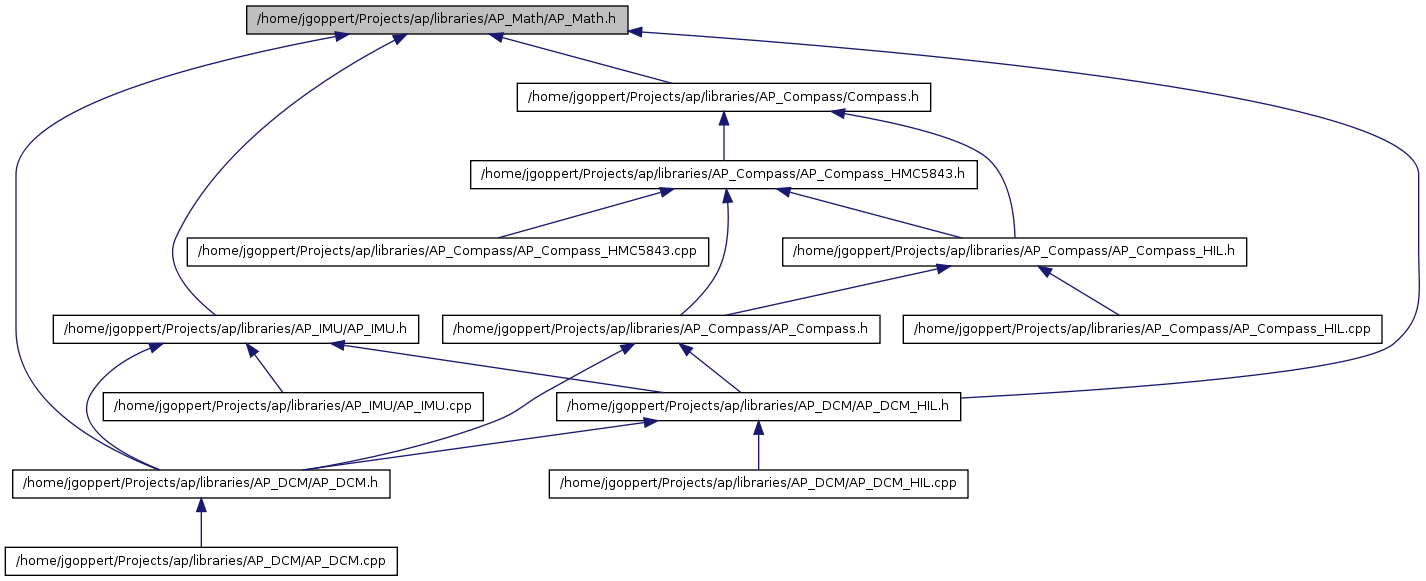 /home/jgoppert/Projects/ap/libraries/AP_Math/AP_Math.h
/home/jgoppert/Projects/ap/libraries/AP_Compass/Compass.h
/home/jgoppert/Projects/ap/libraries/AP_Compass/AP_Compass_HMC5843.h
/home/jgoppert/Projects/ap/libraries/AP_Compass/AP_Compass_HMC5843.cpp
/home/jgoppert/Projects/ap/libraries/AP_Compass/AP_Compass_HIL.h
/home/jgoppert/Projects/ap/libraries/AP_IMU/AP_IMU.h
/home/jgoppert/Projects/ap/libraries/AP_Compass/AP_Compass.h
/home/jgoppert/Projects/ap/libraries/AP_Compass/AP_Compass_HIL.cpp
/home/jgoppert/Projects/ap/libraries/AP_IMU/AP_IMU.cpp
/home/jgoppert/Projects/ap/libraries/AP_DCM/AP_DCM_HIL.h
/home/jgoppert/Projects/ap/libraries/AP_DCM/AP_DCM.h
/home/jgoppert/Projects/ap/libraries/AP_DCM/AP_DCM_HIL.cpp
/home/jgoppert/Projects/ap/libraries/AP_DCM/AP_DCM.cpp